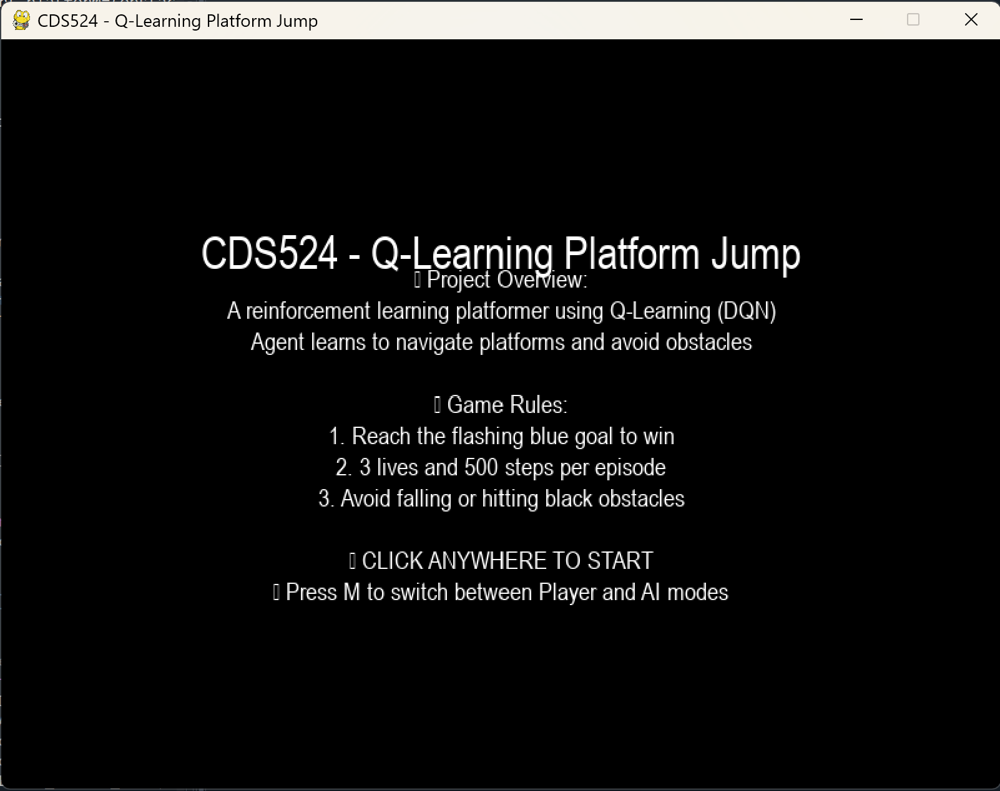 CDS524 - Q-Learning Platform Jump
CDS524 - Q-Learning Platform Jump
▯ Project Overview:
A reinforcement learning platformer using Q-Learning (DQN)
Agent learns to navigate platforms and avoid obstacles
▯ Game Rules:
1. Reach the flashing blue goal to win
2. 3 lives and 500 steps per episode
3. Avoid falling or hitting black obstacles
▯ CLICK ANYWHERE TO START
▯ Press M to switch between Player and AI modes